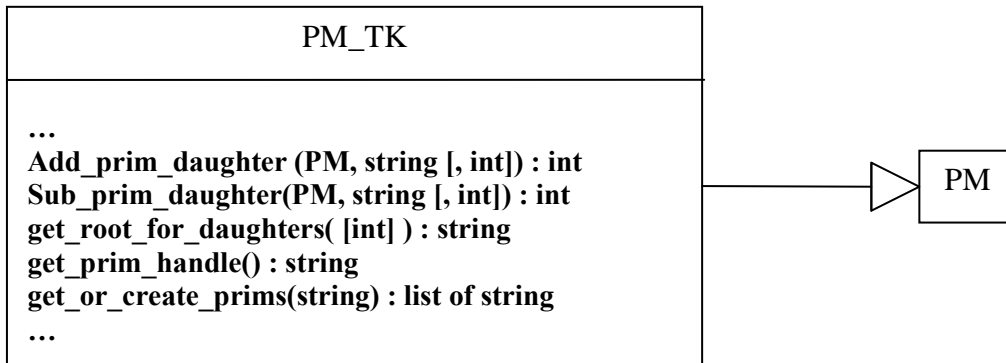 PM_TK
…
Add_prim_daughter (PM, string [, int]) : int
Sub_prim_daughter(PM, string [, int]) : int
get_root_for_daughters( [int] ) : string
get_prim_handle() : string
get_or_create_prims(string) : list of string
…
PM